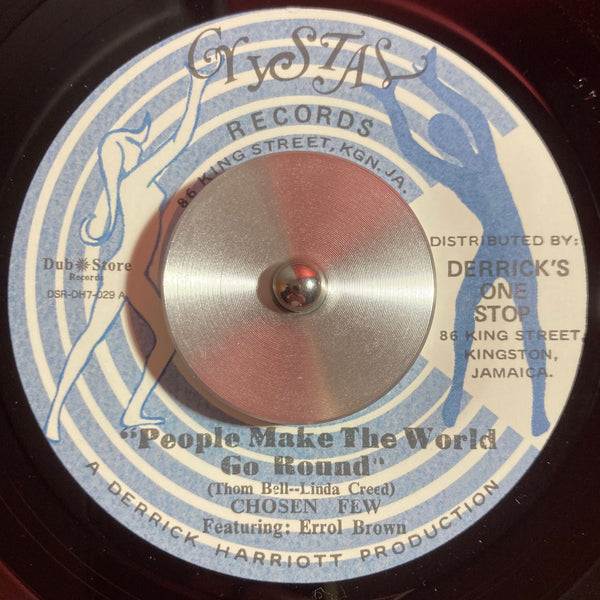 CRYSTAL
RECORDS
86 KING STREET, KGN. JA.
Dub Store
Records
DSR-DH7-029 A
DISTRIBUTED BY:
DERRICK'S
ONE
STOP
86 KING STREET,
KINGSTON,
JAMAICA.
"People Make The World
Go Round"
(Thom Bell--Linda Creed)
CHOSEN FEW
Featuring: Errol Brown
A DERRICK HARRIOTT PRODUCTION